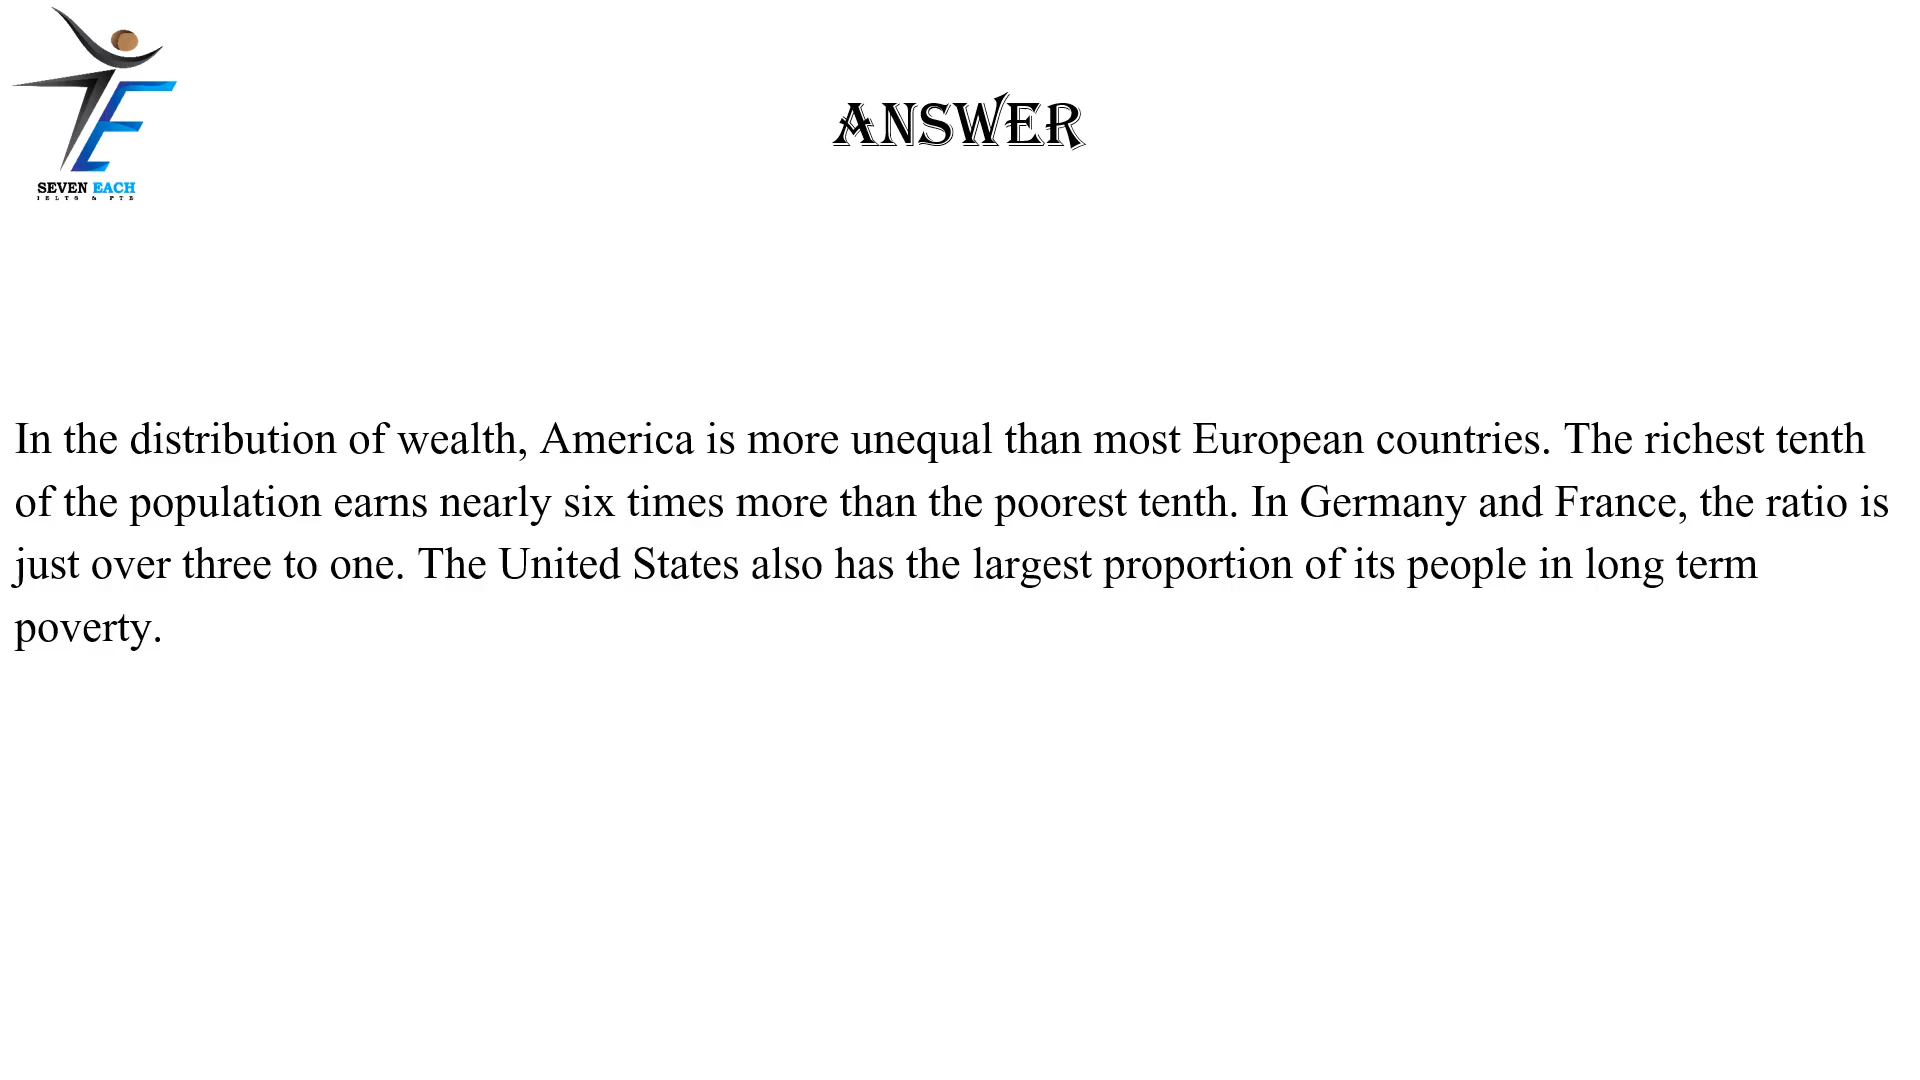 SEVEN EACH
IELTS & PTE
ANSWER
In the distribution of wealth, America is more unequal than most European countries. The richest tenth
of the population earns nearly six times more than the poorest tenth. In Germany and France, the ratio is
just over three to one. The United States also has the largest proportion of its people in long term
poverty.